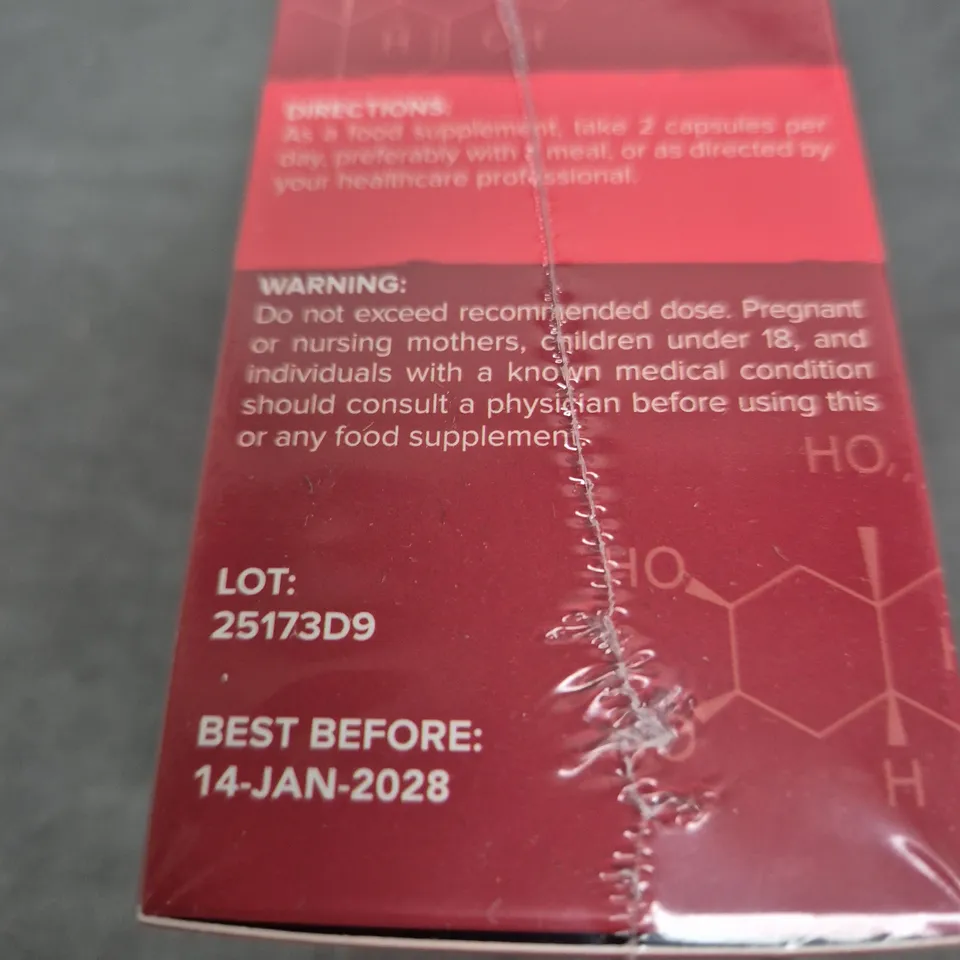 H OH
DIRECTIONS:
As a food supplement, take 2 capsules per
day, preferably with a meal, or as directed by
your healthcare professional.
WARNING:
Do not exceed recommended dose. Pregnant
or nursing mothers, children under 18, and
individuals with a known medical condition
should consult a physician before using this
or any food supplement.
HO
HO
LOT:
25173D9
BEST BEFORE:
14-JAN-2028
H